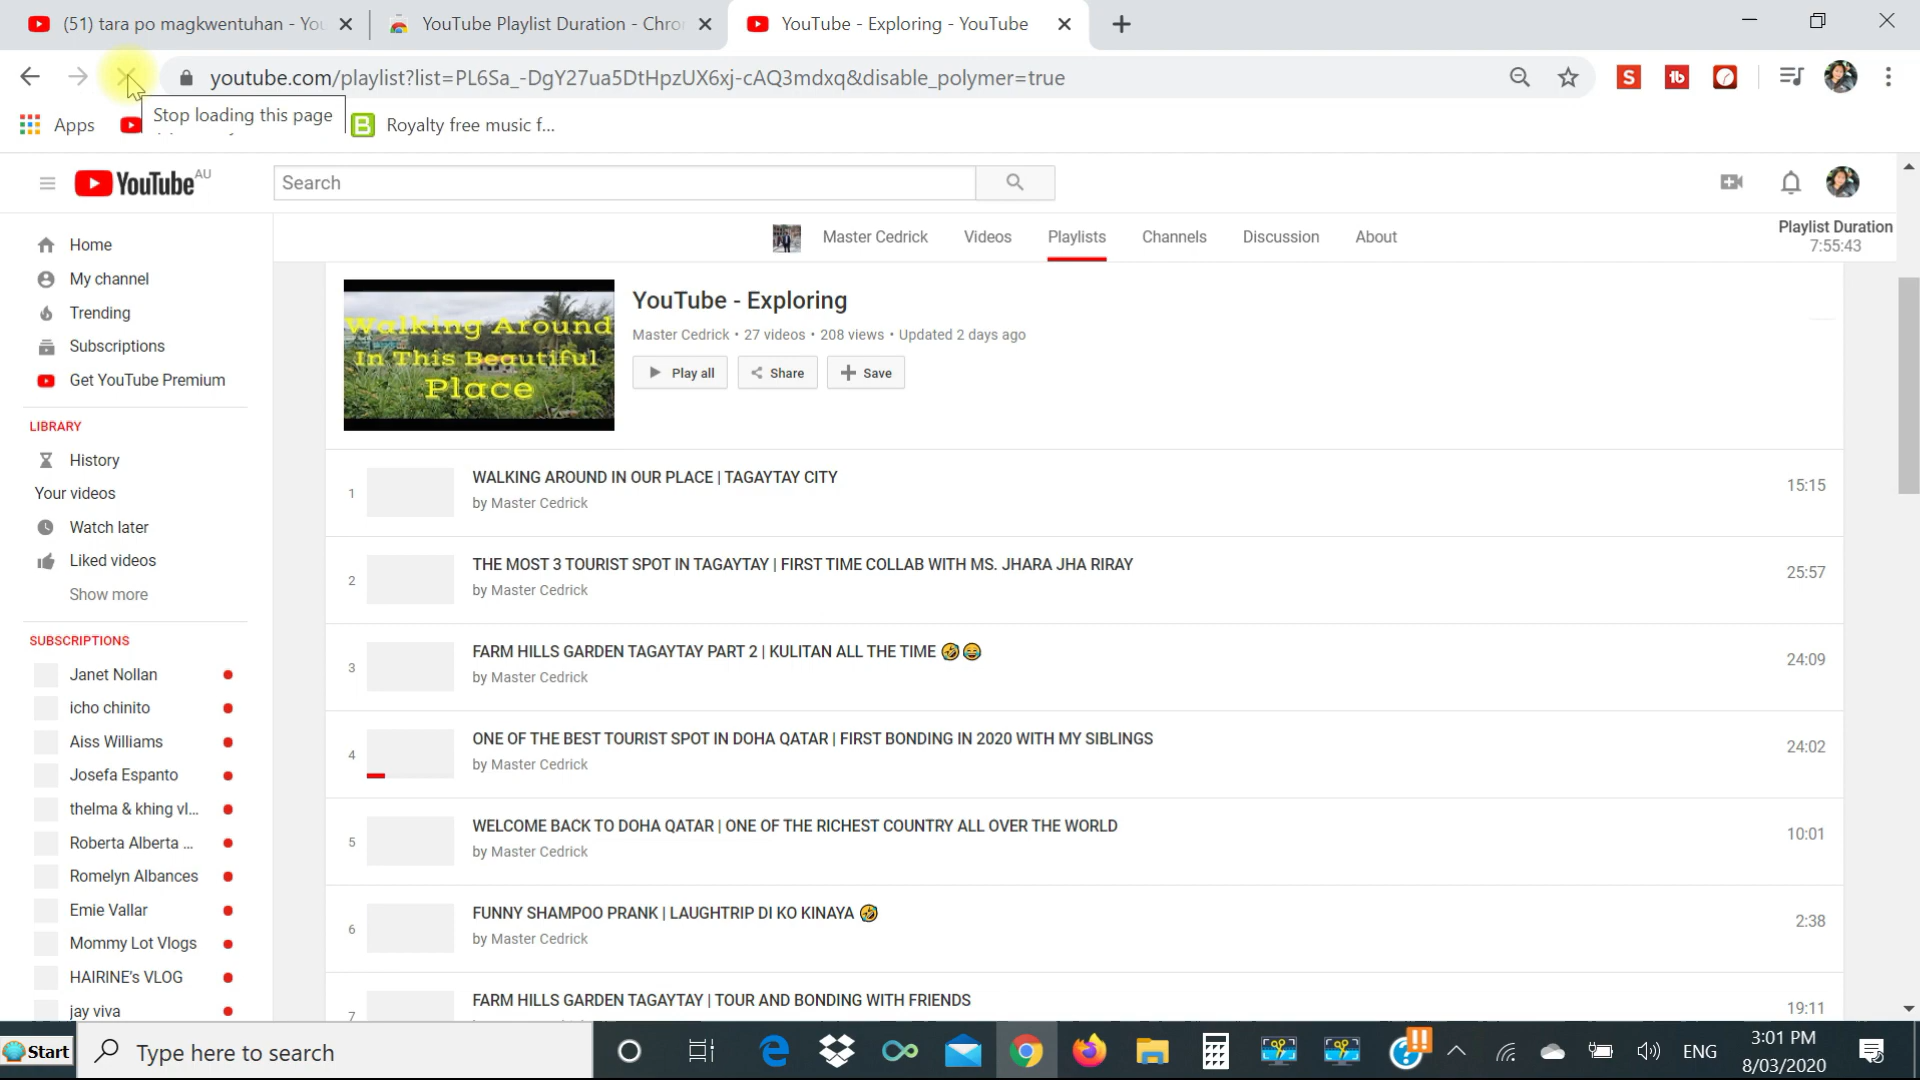 (51) tara po magkwentuhan - You
YouTube Playlist Duration - Chro
YouTube - Exploring - YouTube
youtube.com/playlist?list=PL6Sa_-DgY27ua5DtHpzUX6xj-cAQ3mdxq&disable_polymer=true
Stop loading this page
Apps
Royalty free music f...
YouTube AU
Search
Home
My channel
Trending
Subscriptions
Get YouTube Premium
LIBRARY
History
Your videos
Watch later
Liked videos
Show more
SUBSCRIPTIONS
Janet Nollan
icho chinito
Aiss Williams
Josefa Espanto
thelma & khing vl...
Roberta Alberta ...
Romelyn Albances
Emie Vallar
Mommy Lot Vlogs
HAIRINE's VLOG
jay viva
Master Cedrick Videos Playlists Channels Discussion About
Playlist Duration
7:55:43
Walking Around
In This Beautiful
Place
YouTube - Exploring
Master Cedrick • 27 videos • 208 views • Updated 2 days ago
Play all Share Save
1 WALKING AROUND IN OUR PLACE | TAGAYTAY CITY 15:15
by Master Cedrick
2 THE MOST 3 TOURIST SPOT IN TAGAYTAY | FIRST TIME COLLAB WITH MS. JHARA JHA RIRAY 25:57
by Master Cedrick
3 FARM HILLS GARDEN TAGAYTAY PART 2 | KULITAN ALL THE TIME 🤣😂 24:09
by Master Cedrick
4 ONE OF THE BEST TOURIST SPOT IN DOHA QATAR | FIRST BONDING IN 2020 WITH MY SIBLINGS 24:02
by Master Cedrick
5 WELCOME BACK TO DOHA QATAR | ONE OF THE RICHEST COUNTRY ALL OVER THE WORLD 10:01
by Master Cedrick
6 FUNNY SHAMPOO PRANK | LAUGHTRIP DI KO KINAYA 🤣 2:38
by Master Cedrick
7 FARM HILLS GARDEN TAGAYTAY | TOUR AND BONDING WITH FRIENDS 19:11
Start
Type here to search
ENG
3:01 PM
8/03/2020